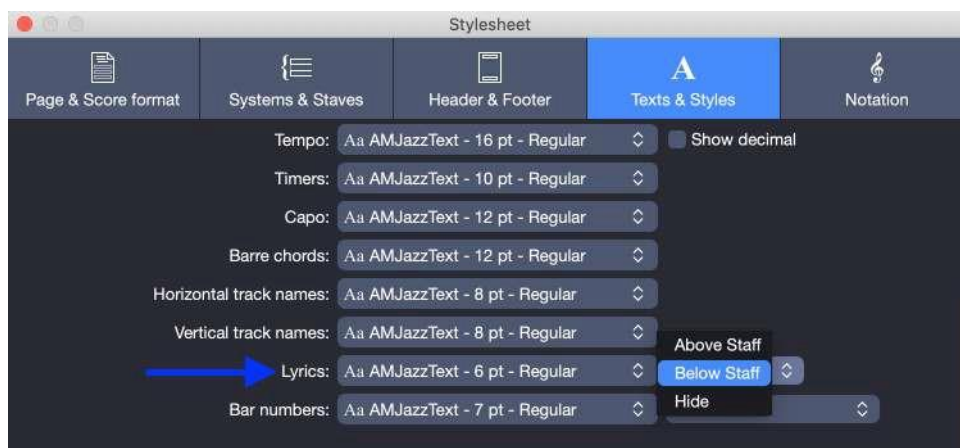 Stylesheet
Page & Score format Systems & Staves Header & Footer A Texts & Styles Notation
Tempo: Aa AMJazzText - 16 pt - Regular Show decimal
Timers: Aa AMJazzText - 10 pt - Regular
Capo: Aa AMJazzText - 12 pt - Regular
Barre chords: Aa AMJazzText - 12 pt - Regular
Horizontal track names: Aa AMJazzText - 8 pt - Regular
Vertical track names: Aa AMJazzText - 8 pt - Regular
Above Staff
Lyrics: Aa AMJazzText - 6 pt - Regular Below Staff
Hide
Bar numbers: Aa AMJazzText - 7 pt - Regular